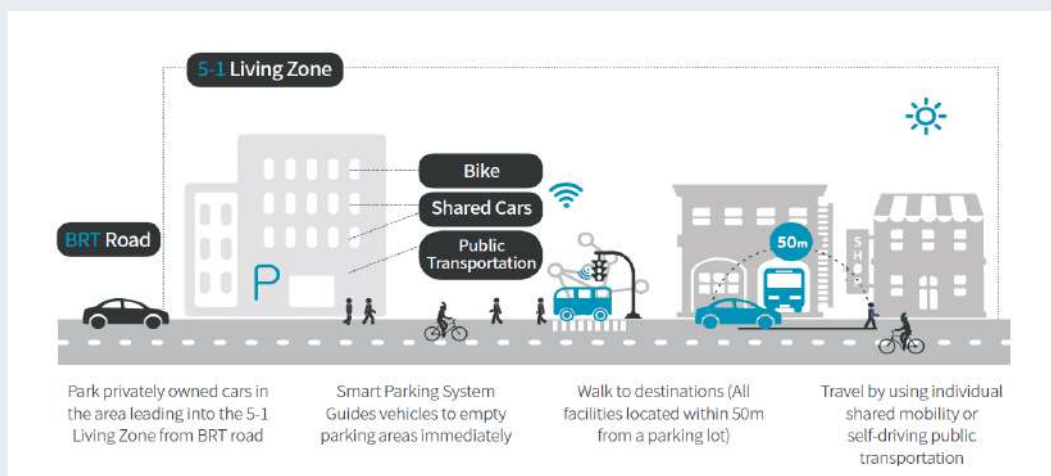 5-1 Living Zone
Bike
Shared Cars
Public
Transportation
BRT Road
P
50m
SHOP
Park privately owned cars in
the area leading into the 5-1
Living Zone from BRT road
Smart Parking System
Guides vehicles to empty
parking areas immediately
Walk to destinations (All
facilities located within 50m
from a parking lot)
Travel by using individual
shared mobility or
self-driving public
transportation